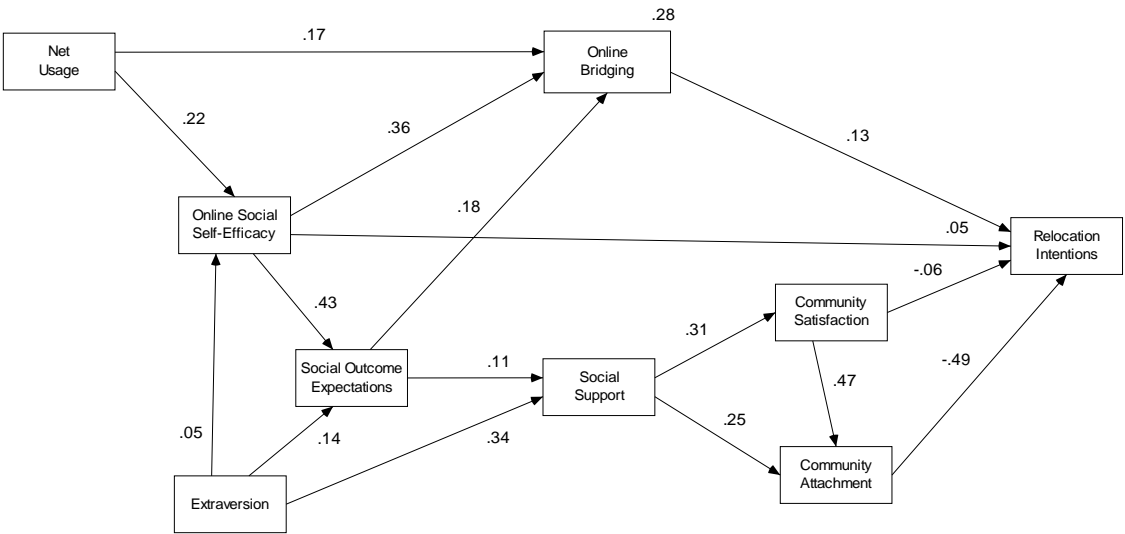 .28
Net
Usage
.17
Online
Bridging
.22
.36
.13
.18
Online Social
Self-Efficacy
.05
Relocation
Intentions
-.06
.43
Community
Satisfaction
.31
Social Outcome
Expectations
.11
Social
Support
.47
-.49
.05
.14
.34
.25
Community
Attachment
Extraversion